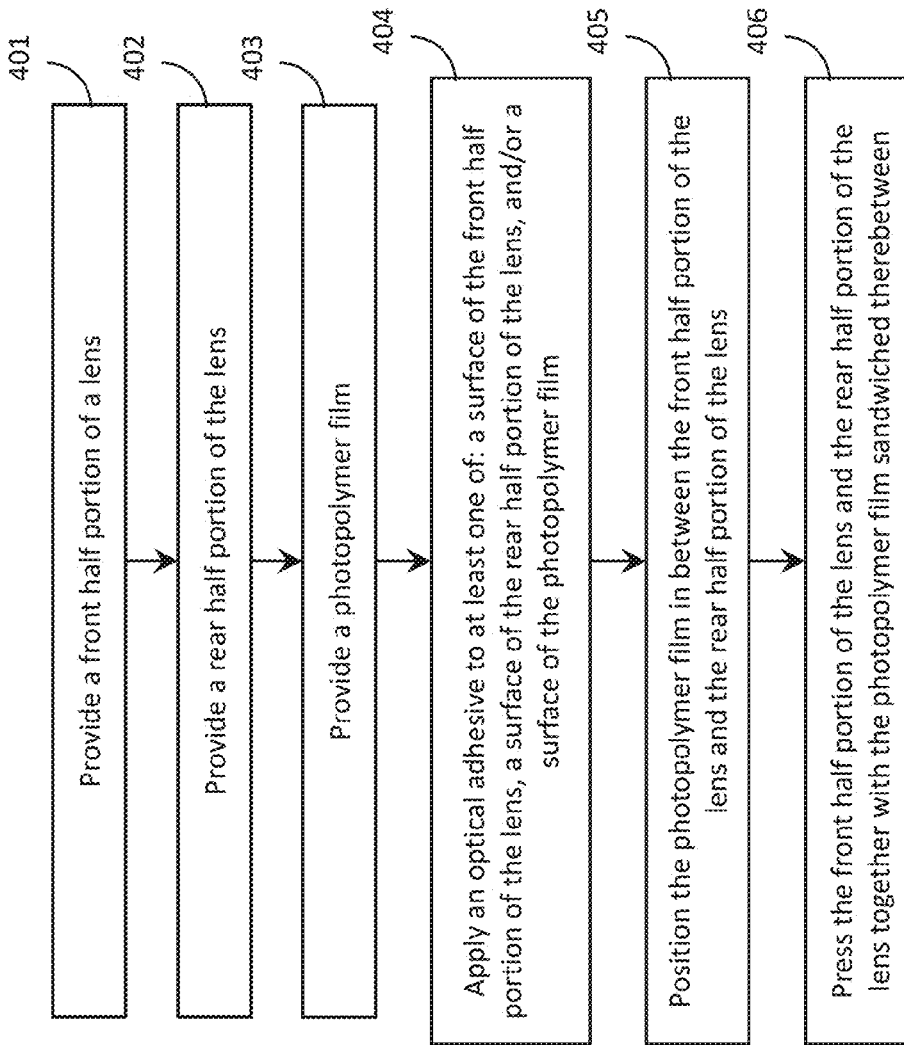 401
Provide a front half portion of a lens
402
Provide a rear half portion of the lens
403
Provide a photopolymer film
404
Apply an optical adhesive to at least one of: a surface of the front half
portion of the lens, a surface of the rear half portion of the lens, and/or a
surface of the photopolymer film
405
Position the photopolymer film in between the front half portion of the
lens and the rear half portion of the lens
406
Press the front half portion of the lens and the rear half portion of the
lens together with the photopolymer film sandwiched therebetween